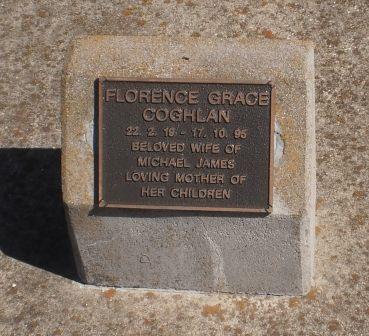 FLORENCE GRACE
COGHLAN
22. 2. 19 - 17. 10. 95
BELOVED WIFE OF
MICHAEL JAMES
LOVING MOTHER OF
HER CHILDREN